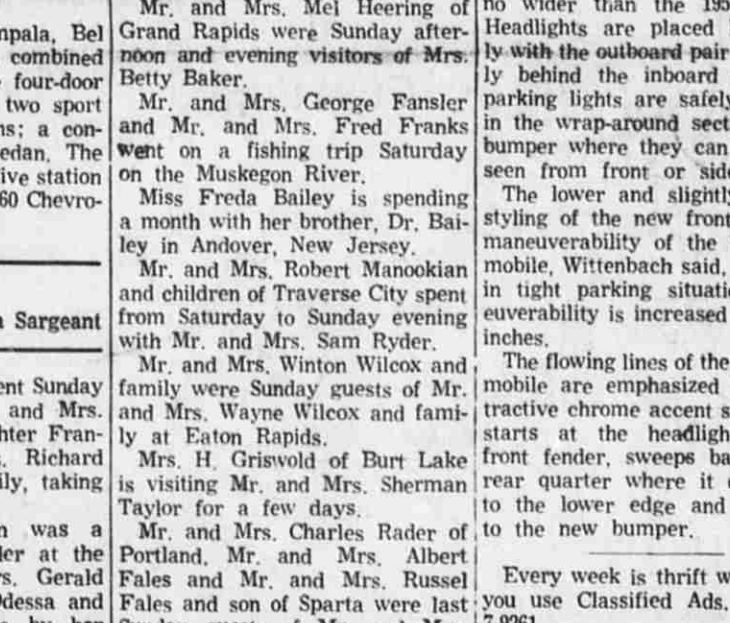 npala, Bel
combined
four-door
two sport
ns; a con-
edan. The
ive station
60 Chevro-
Sargeant
ent Sunday
and Mrs.
hter Fran-
Richard
ily, taking
was a
ler at the
rs. Gerald
Odessa and
Mr. and Mrs. Mel Heering of
Grand Rapids were Sunday after-
noon and evening visitors of Mrs.
Betty Baker.
Mr. and Mrs. George Fansler
and Mr. and Mrs. Fred Franks
went on a fishing trip Saturday
on the Muskegon River.
Miss Freda Bailey is spending
a month with her brother, Dr. Bai-
ley in Andover, New Jersey.
Mr. and Mrs. Robert Manookian
and children of Traverse City spent
from Saturday to Sunday evening
with Mr. and Mrs. Sam Ryder.
Mr. and Mrs. Winton Wilcox and
family were Sunday guests of Mr.
and Mrs. Wayne Wilcox and fami-
ly at Eaton Rapids.
Mrs. H. Griswold of Burt Lake
is visiting Mr. and Mrs. Sherman
Taylor for a few days.
Mr. and Mrs. Charles Rader of
Portland, Mr. and Mrs. Albert
Fales and Mr. and Mrs. Russel
Fales and son of Sparta were last
no wider than the 195
Headlights are placed
ly with the outboard pair
ly behind the inboard
parking lights are safely
in the wrap-around sect
bumper where they can
seen from front or side
The lower and slightly
styling of the new front
maneuverability of the
mobile, Wittenbach said,
in tight parking situati
euverability is increased
inches.
The flowing lines of the
mobile are emphasized
tractive chrome accent s
starts at the headligh
front fender, sweeps ba
rear quarter where it
to the lower edge and
to the new bumper.
Every week is thrift w
you use Classified Ads.